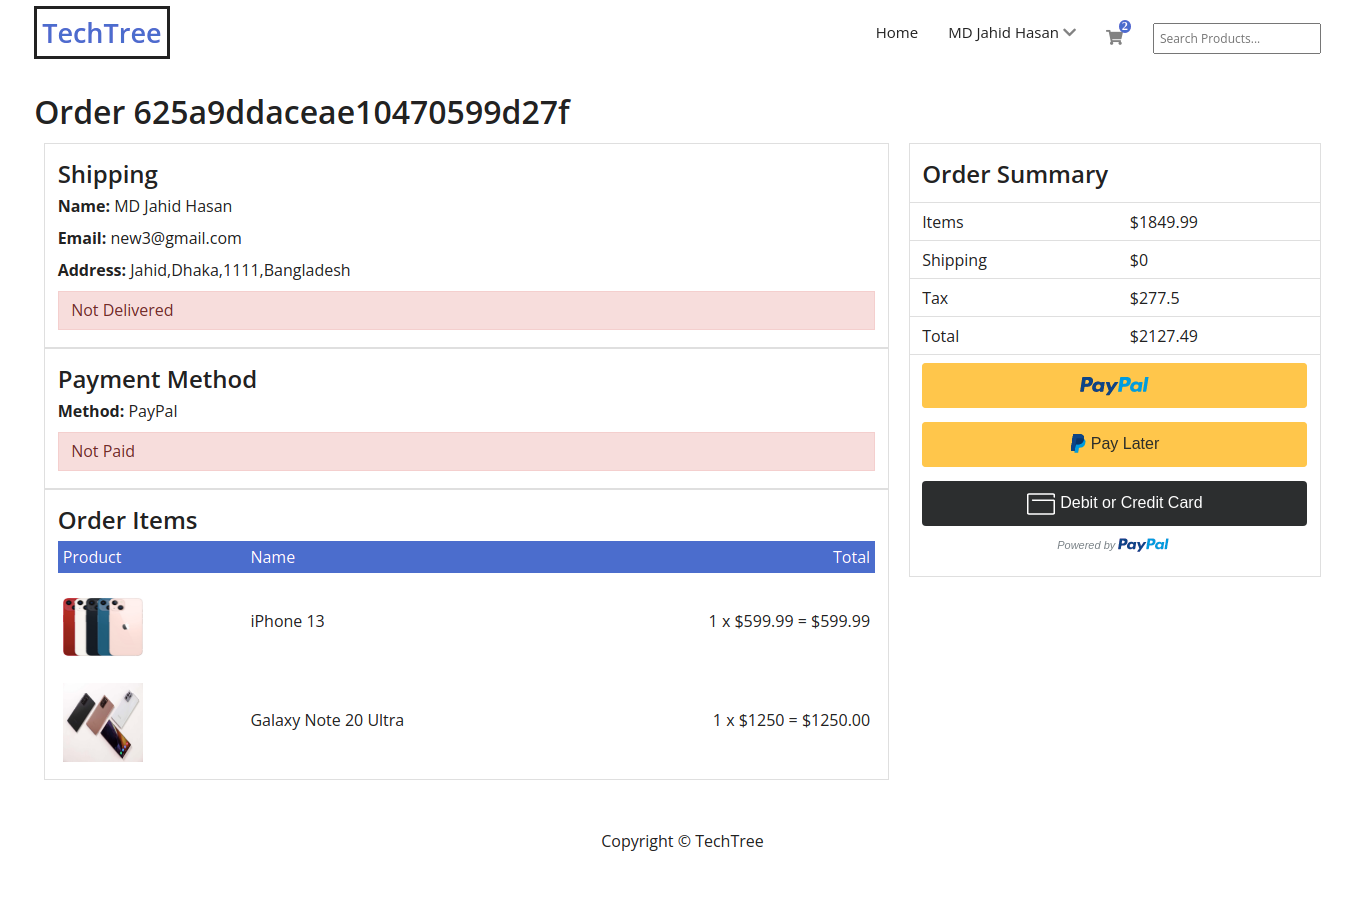 TechTree
Home
MD Jahid Hasan
2
Search Products...
Order 625a9ddaceae10470599d27f
Shipping
Name: MD Jahid Hasan
Email: new3@gmail.com
Address: Jahid,Dhaka,1111,Bangladesh
Not Delivered
Payment Method
Method: PayPal
Not Paid
Order Items
Product Name Total
iPhone 13 1 x $599.99 = $599.99
Galaxy Note 20 Ultra 1 x $1250 = $1250.00
Order Summary
Items $1849.99
Shipping $0
Tax $277.5
Total $2127.49
PayPal
Pay Later
Debit or Credit Card
Powered by PayPal
Copyright © TechTree